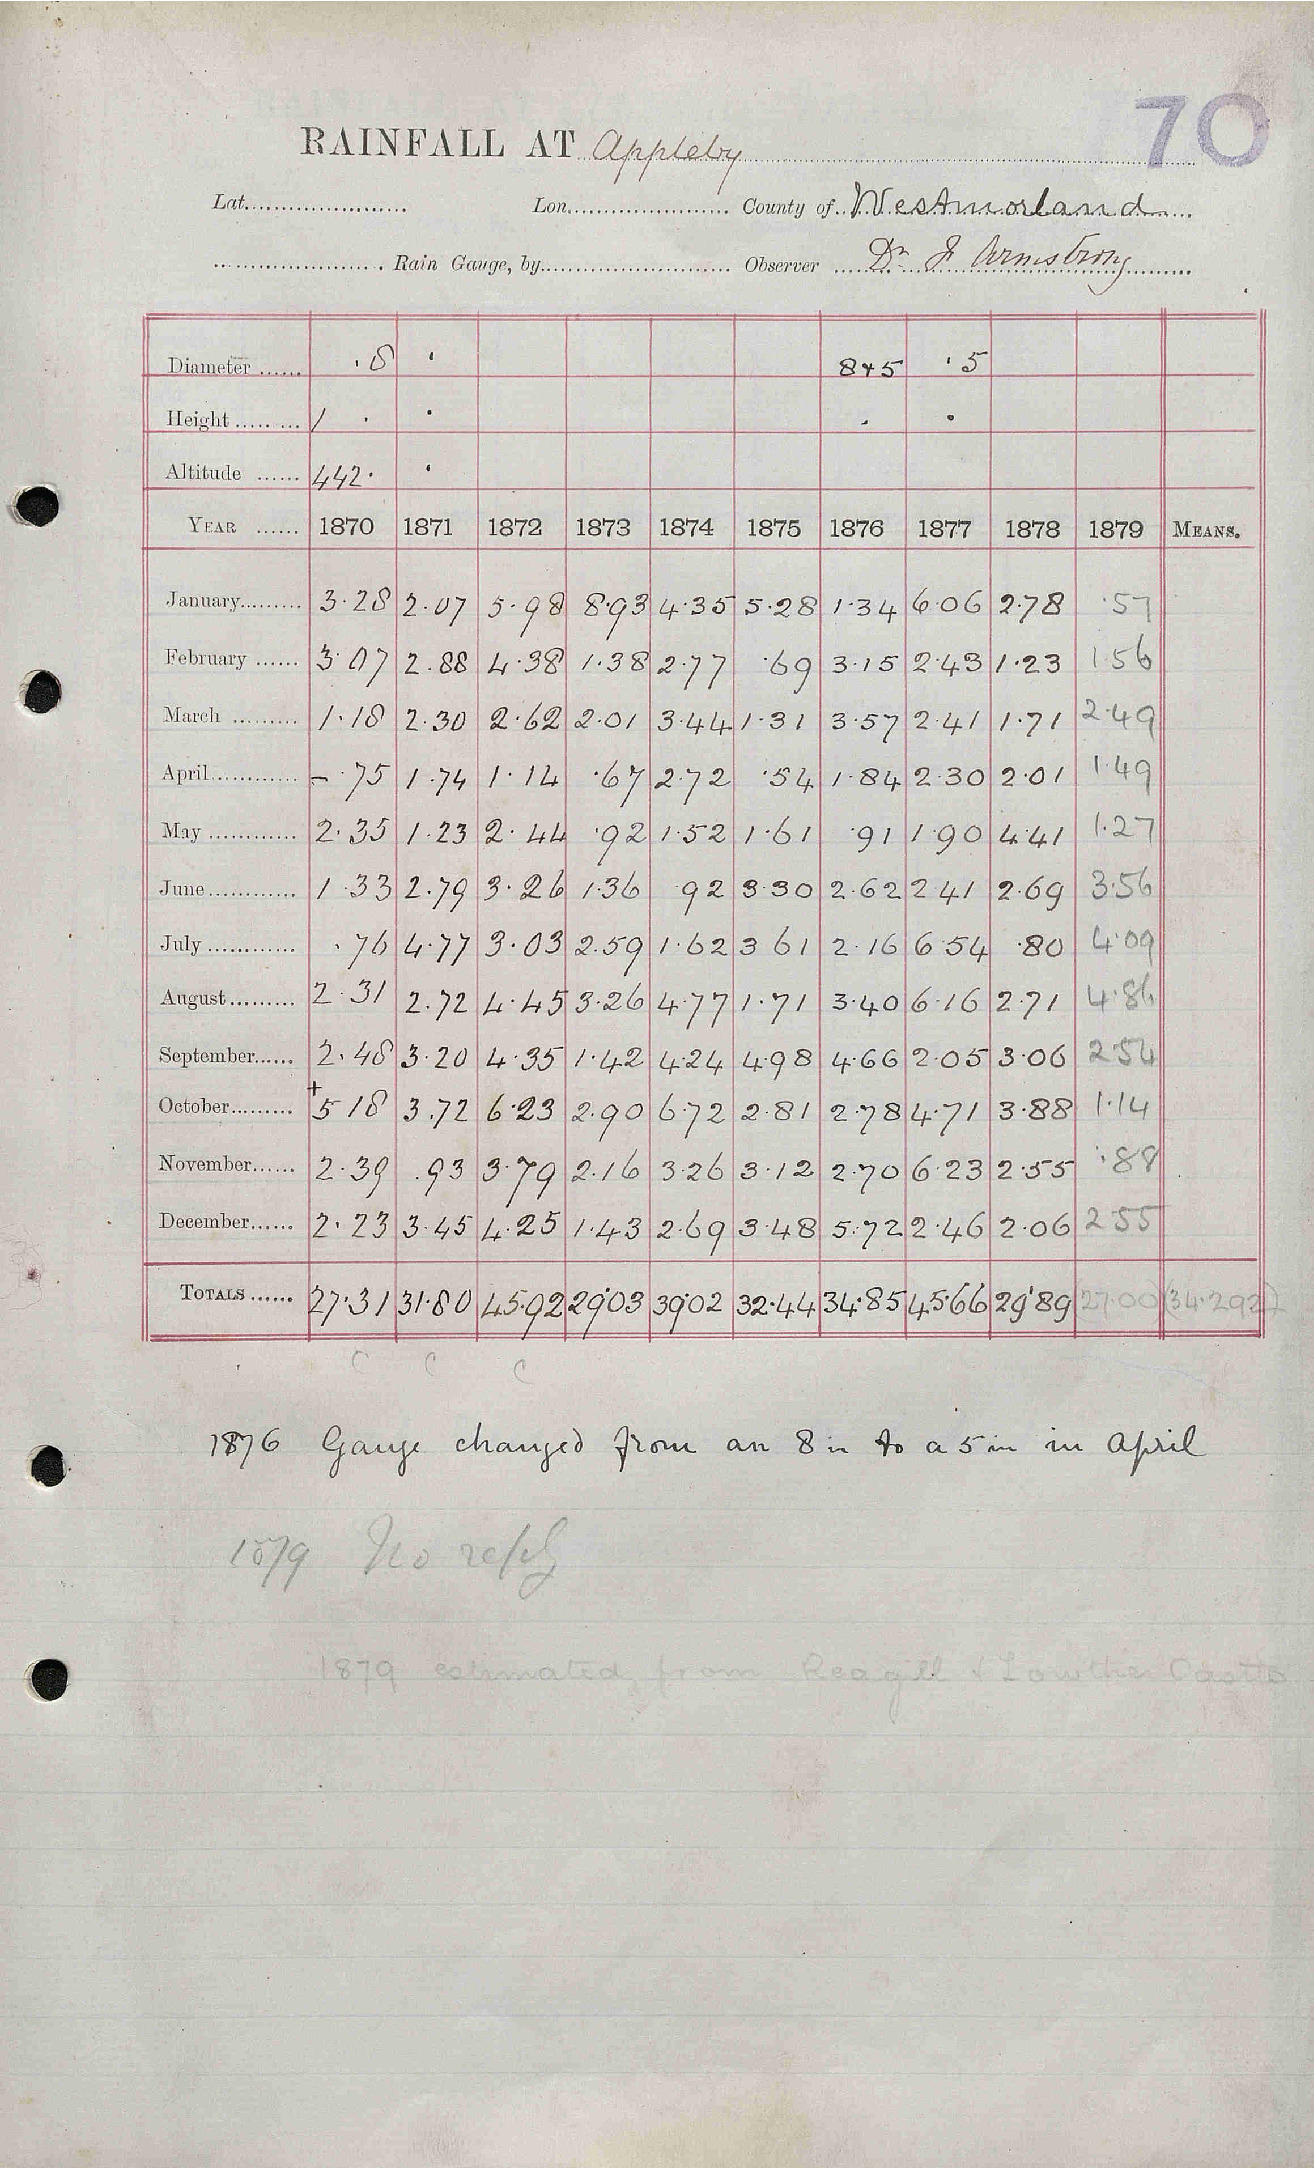 70
RAINFALL AT Appleby
Lat. Lon. County of Westmorland
Rain Gauge, by Observer Dr J Armstrong
Diameter ...... ·8 · 8+5 ·5
Height ......... 1 · · · ·
Altitude ...... 442· ·
YEAR ...... 1870 1871 1872 1873 1874 1875 1876 1877 1878 1879 MEANS.
January......... 3·28 2·07 5·98 8·93 4·35 5·28 1·34 6·06 2·78 ·57
February ...... 3·07 2·88 4·38 1·38 2·77 ·69 3·15 2·43 1·23 1·56
March ......... 1·18 2·30 2·62 2·01 3·44 1·31 3·57 2·41 1·71 2·49
April............ – ·75 1·74 1·14 ·67 2·72 ·54 1·84 2·30 2·01 1·49
May ............ 2·35 1·23 2·44 ·92 1·52 1·61 ·91 1·90 4·41 1·27
June............ 1·33 2·79 3·26 1·36 92 3·30 2·62 2 41 2·69 3·56
July ............ ·76 4·77 3·03 2·59 1·62 3 61 2·16 6·54 ·80 4·09
August......... 2·31 2·72 4·45 3·26 4·77 1·71 3·40 6·16 2·71 4·86
September...... 2·48 3·20 4·35 1·42 4·24 4·98 4·66 2·05 3·06 2·54
October......... + 5 18 3·72 6·23 2·90 6·72 2·81 2·78 4·71 3·88 1·14
November...... 2·39 ·93 3·79 2·16 3·26 3·12 2·70 6·23 2·55 ·88
December...... 2·23 3·45 4·25 1·43 2·69 3·48 5·72 2·46 2·06 2·55
TOTALS ...... 27·31 31·80 45·92 29·03 39·02 32·44 34·85 45·66 29·89 (27·00) (34·292)
C C C
1876 Gauge changed from an 8 in to a 5 in in April
1879 No reply
1879 estimated from Reagill & Lowther Castle